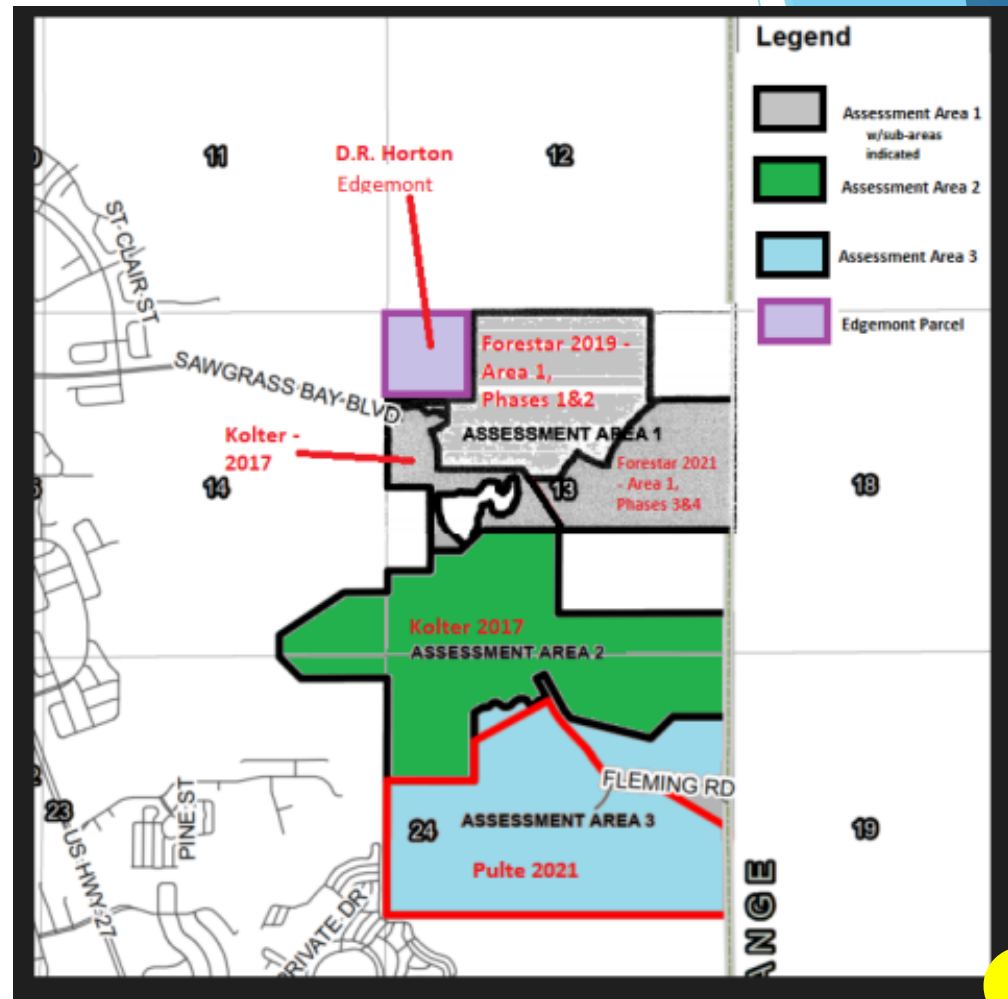 Legend
Assessment Area 1
w/sub-areas
indicated
Assessment Area 2
Assessment Area 3
Edgemont Parcel
11
12
D.R. Horton
Edgemont
ST CLAIR ST
SAWGRASS BAY BLVD
Forestar 2019 -
Area 1,
Phases 1&2
ASSESSMENT AREA 1
Kolter -
2017
Forestar 2021
- Area 1,
Phases 3&4
14
13
18
Kolter 2017
ASSESSMENT AREA 2
FLEMING RD
23
PINE ST
24
ASSESSMENT AREA 3
19
Pulte 2021
US HWY 27
PRIVATE DR
ANGE